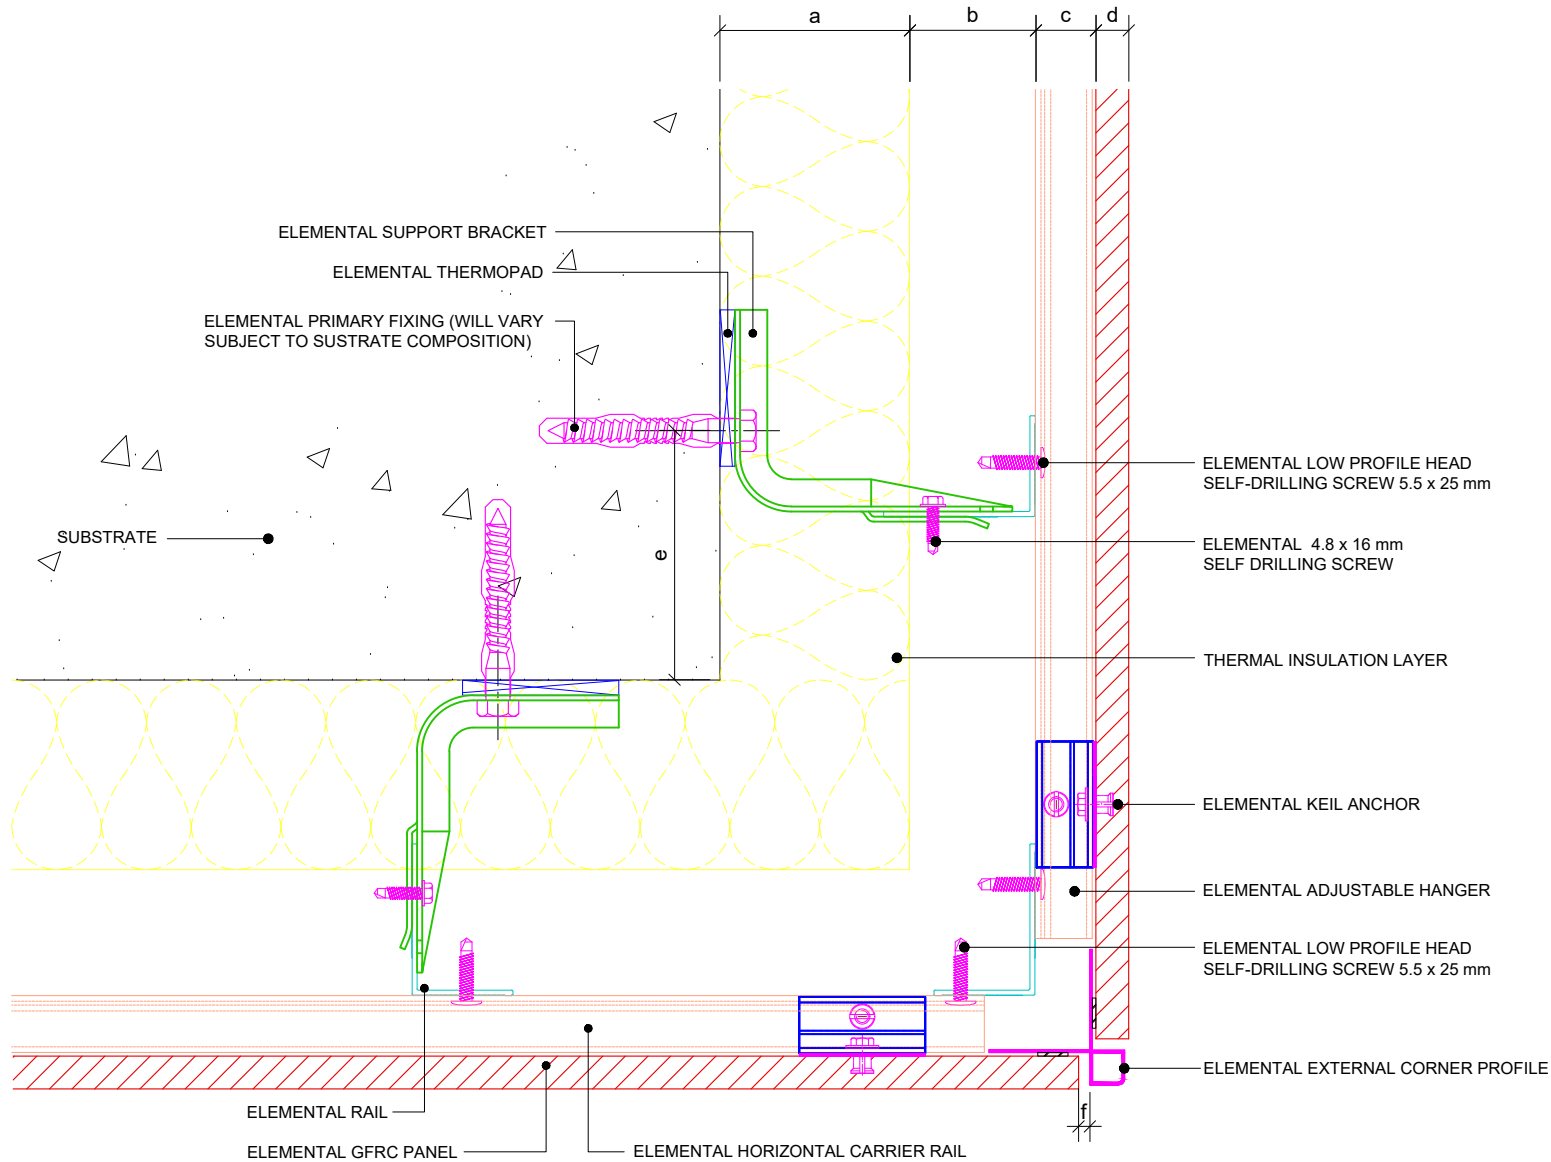 a
b
c
d
ELEMENTAL SUPPORT BRACKET
ELEMENTAL THERMOPAD
ELEMENTAL PRIMARY FIXING (WILL VARY
SUBJECT TO SUSTRATE COMPOSITION)
SUBSTRATE
e
ELEMENTAL LOW PROFILE HEAD
SELF-DRILLING SCREW 5.5 x 25 mm
ELEMENTAL 4.8 x 16 mm
SELF DRILLING SCREW
THERMAL INSULATION LAYER
ELEMENTAL KEIL ANCHOR
ELEMENTAL ADJUSTABLE HANGER
ELEMENTAL LOW PROFILE HEAD
SELF-DRILLING SCREW 5.5 x 25 mm
ELEMENTAL EXTERNAL CORNER PROFILE
f
ELEMENTAL RAIL
ELEMENTAL GFRC PANEL
ELEMENTAL HORIZONTAL CARRIER RAIL